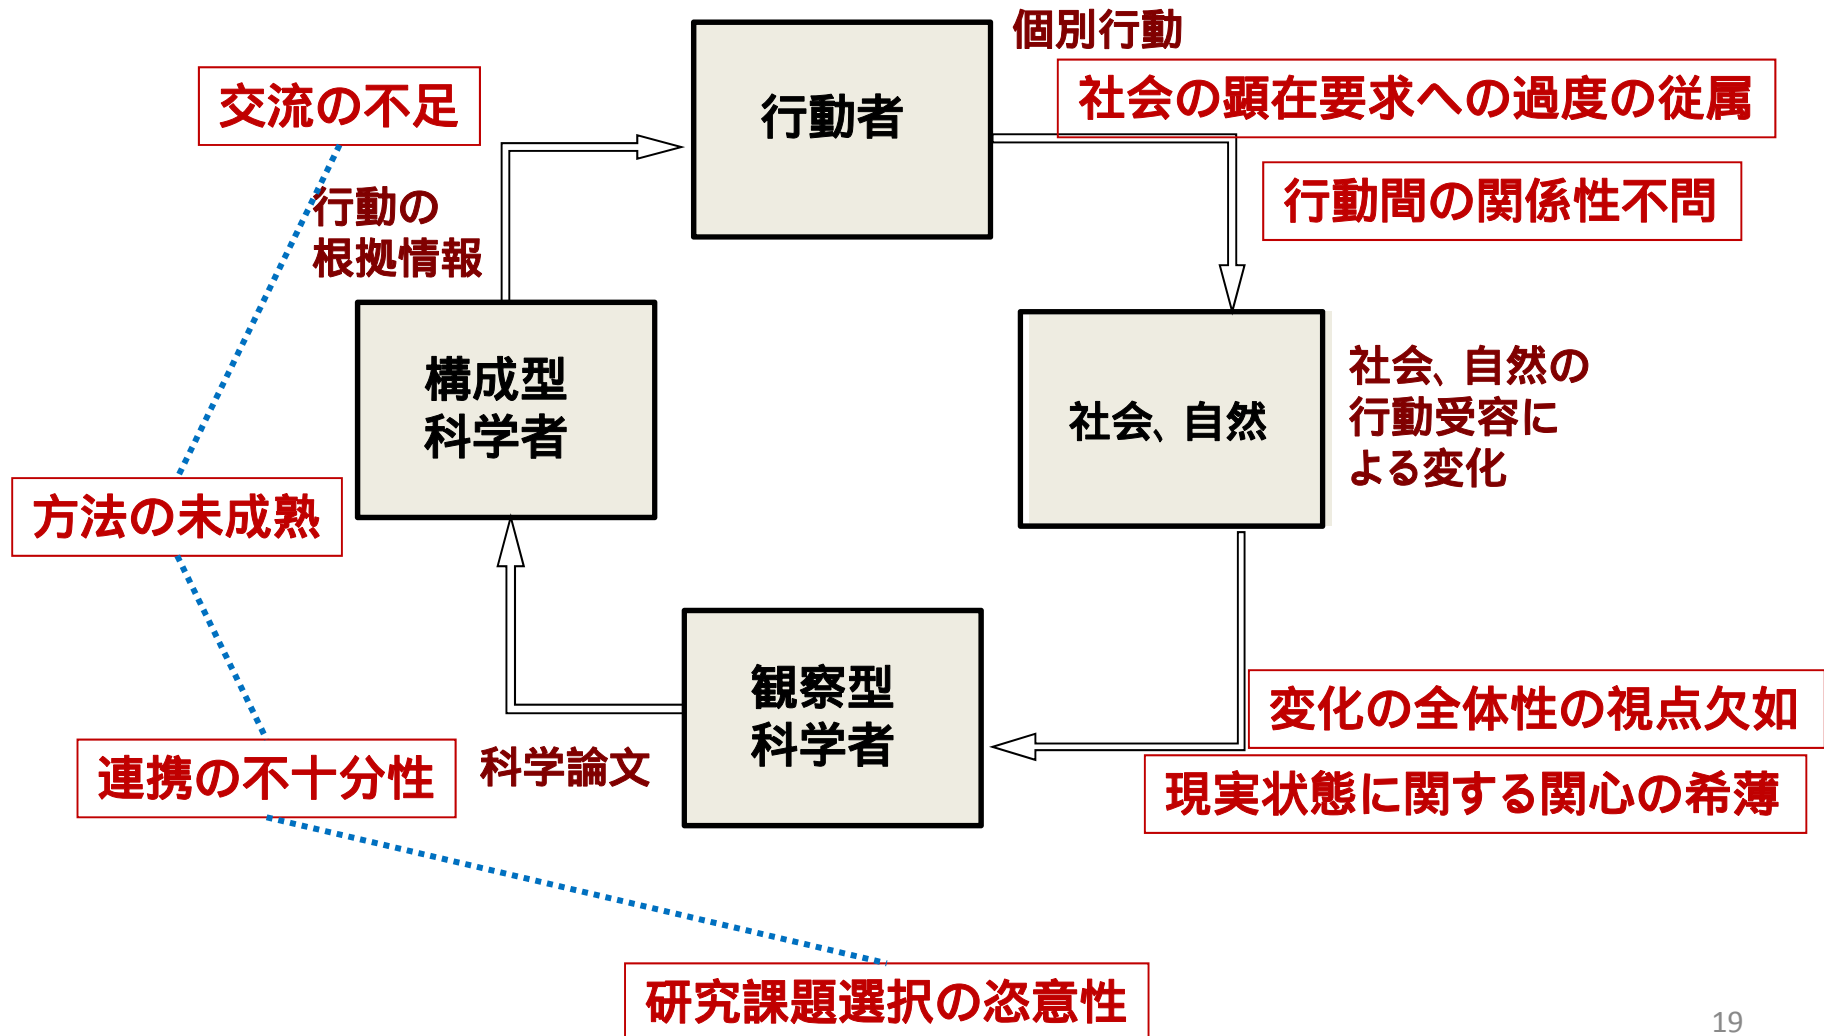 個別行動
行動者
社会の顕在要求への過度の従属
交流の不足
行動間の関係性不問
行動の
根拠情報
構成型
科学者
社会、自然
社会、自然の
行動受容に
よる変化
方法の未成熟
観察型
科学者
変化の全体性の視点欠如
連携の不十分性
科学論文
現実状態に関する関心の希薄
研究課題選択の恣意性
19